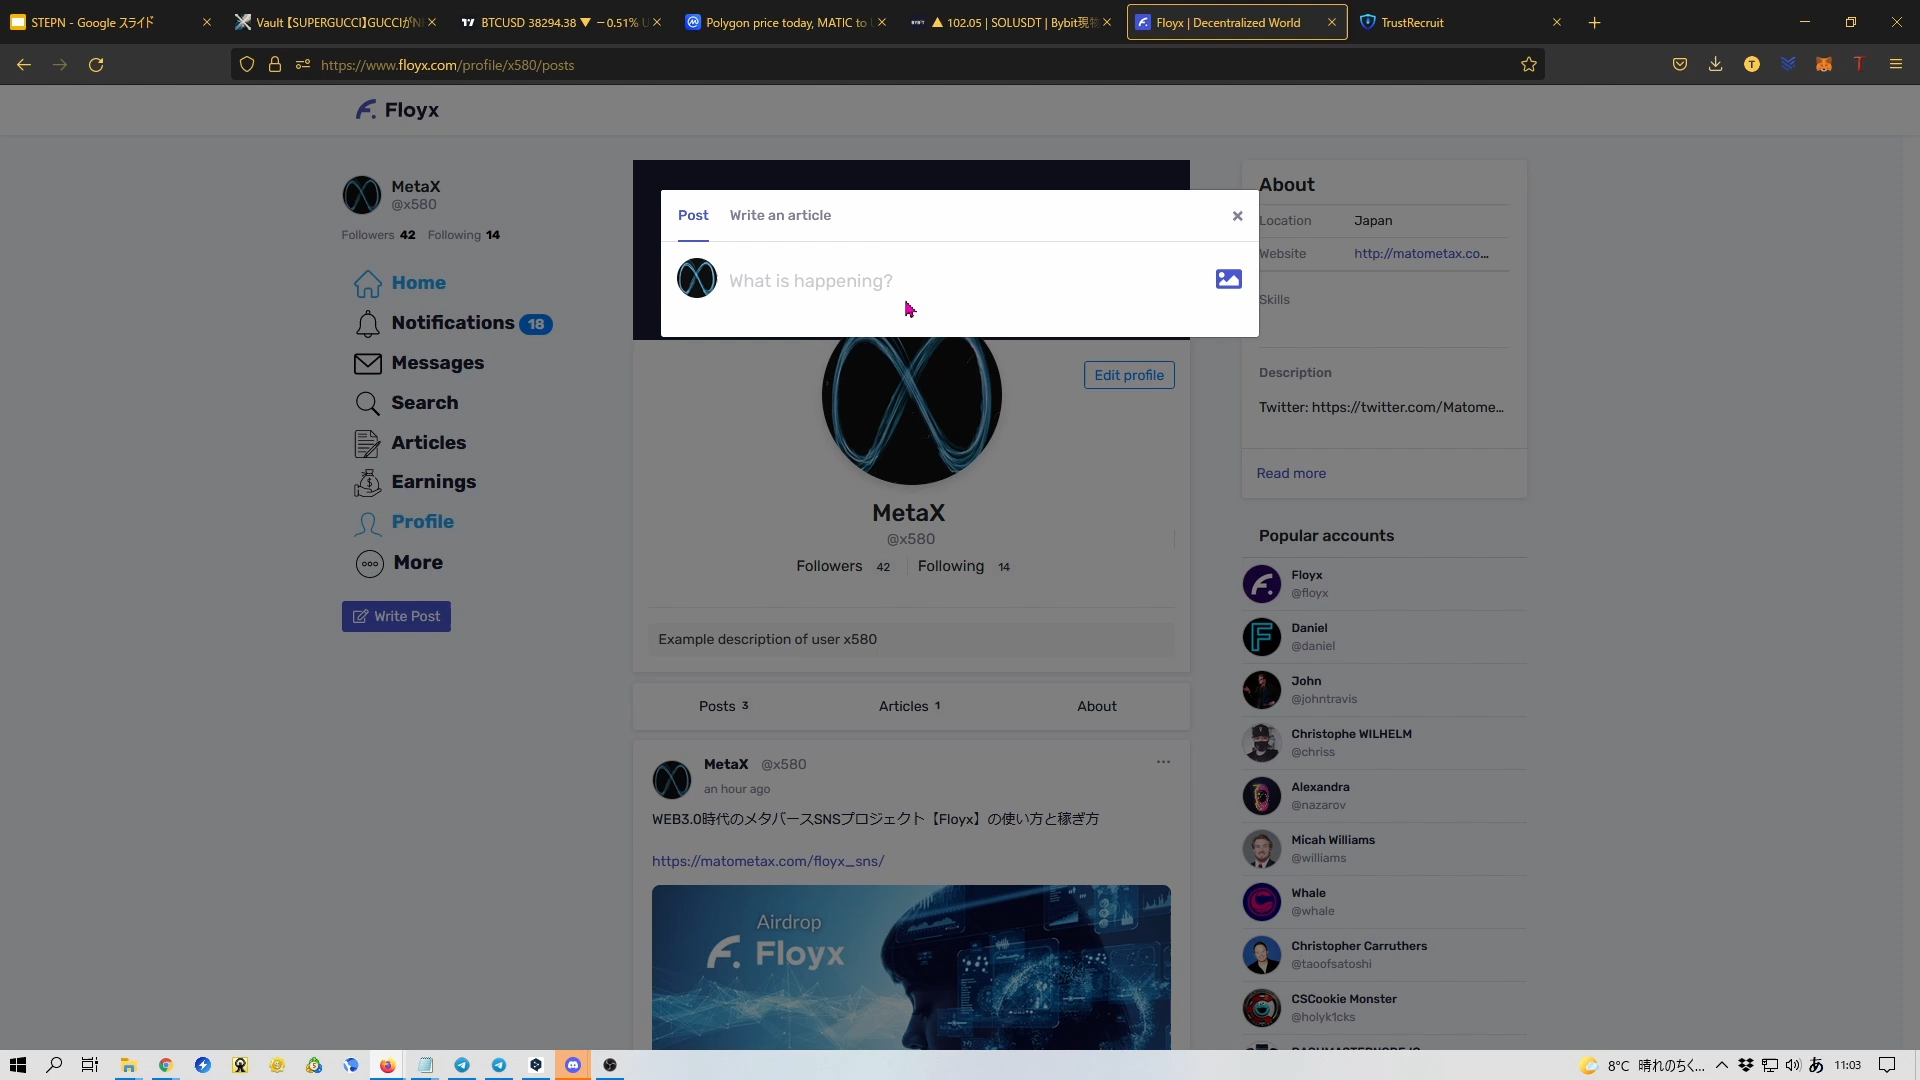 STEPN - Google スライド
Vault【SUPERGUCCI】GUCCIがN
BTCUSD 38294.38 ▼ −0.51% U
Polygon price today, MATIC to U
▲ 102.05 | SOLUSDT | Bybit現物
Floyx | Decentralized World
TrustRecruit
https://www.floyx.com/profile/x580/posts
Floyx
MetaX
@x580
Followers 42 Following 14
Home
Notifications 18
Messages
Search
Articles
Earnings
Profile
More
Write Post
Post Write an article
What is happening?
Edit profile
MetaX
@x580
Followers 42 Following 14
Example description of user x580
Posts 3 Articles 1 About
MetaX @x580
an hour ago
WEB3.0時代のメタバースSNSプロジェクト【Floyx】の使い方と稼ぎ方
https://matometax.com/floyx_sns/
Airdrop
Floyx
About
Location Japan
Website http://matometax.co...
Skills
Description
Twitter: https://twitter.com/Matome...
Read more
Popular accounts
Floyx
@floyx
Daniel
@daniel
John
@johntravis
Christophe WILHELM
@chriss
Alexandra
@nazarov
Micah Williams
@williams
Whale
@whale
Christopher Carruthers
@taoofsatoshi
CSCookie Monster
@holyk1cks
8°C 晴れのちく... あ 11:03